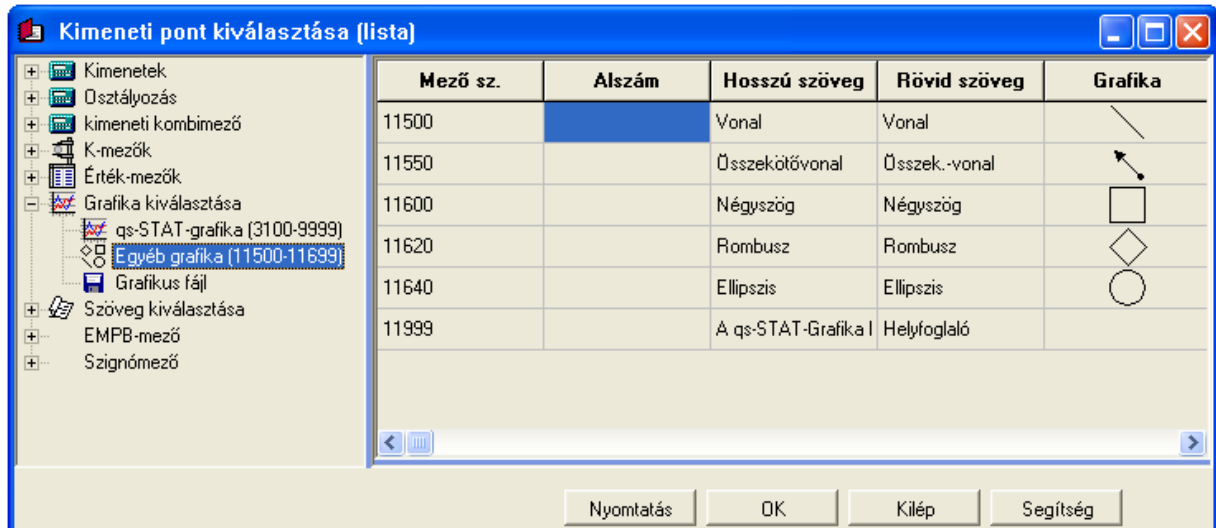 Kimeneti pont kiválasztása (lista)
Kimenetek
Osztályozás
kimeneti kombimező
K-mezők
Érték-mezők
Grafika kiválasztása
qs-STAT-grafika (3100-9999)
Egyéb grafika (11500-11699)
Grafikus fájl
Szöveg kiválasztása
EMPB-mező
Szignómező
Mező sz. Alszám Hosszú szöveg Rövid szöveg Grafika
11500 Vonal Vonal
11550 Összekötővonal Összek.-vonal
11600 Négyszög Négyszög
11620 Rombusz Rombusz
11640 Ellipszis Ellipszis
11999 A qs-STAT-Grafika Helyfoglaló
Nyomtatás OK Kilép Segítség